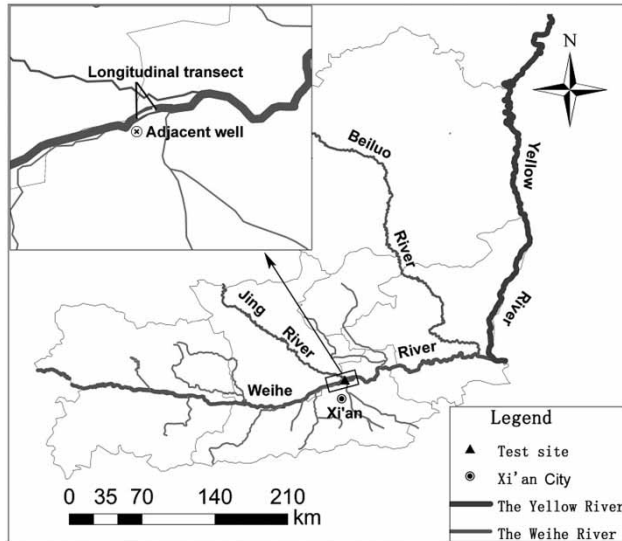 Longitudinal transect
Adjacent well
N
Beiluo
River
Yellow
River
Jing
River
Weihe
River
Xi'an
0 35 70 140 210
km
Legend
Test site
Xi'an City
The Yellow River
The Weihe River